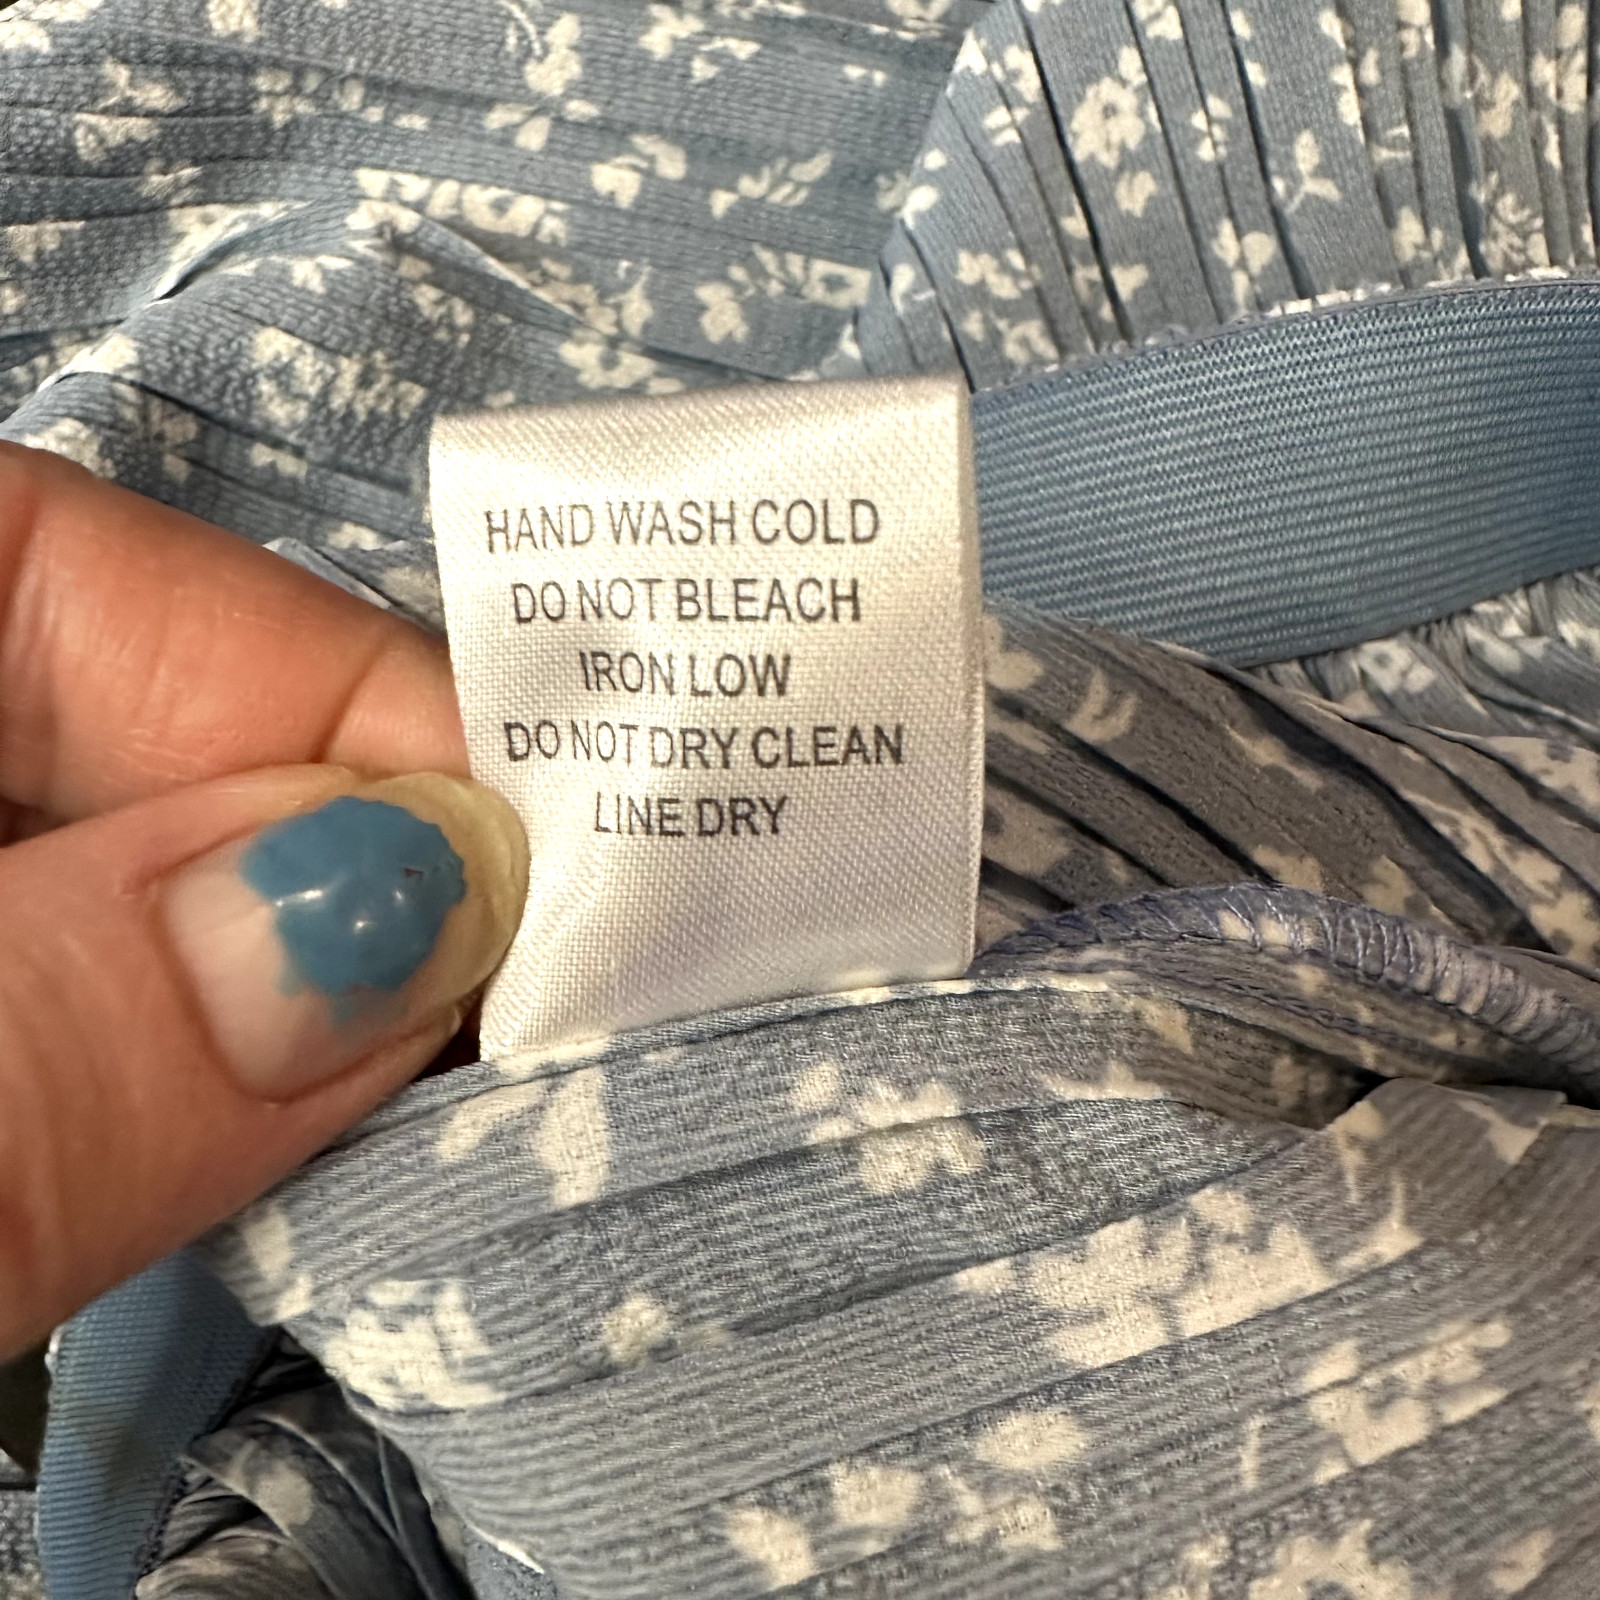 HAND WASH COLD
DO NOT BLEACH
IRON LOW
DO NOT DRY CLEAN
LINE DRY